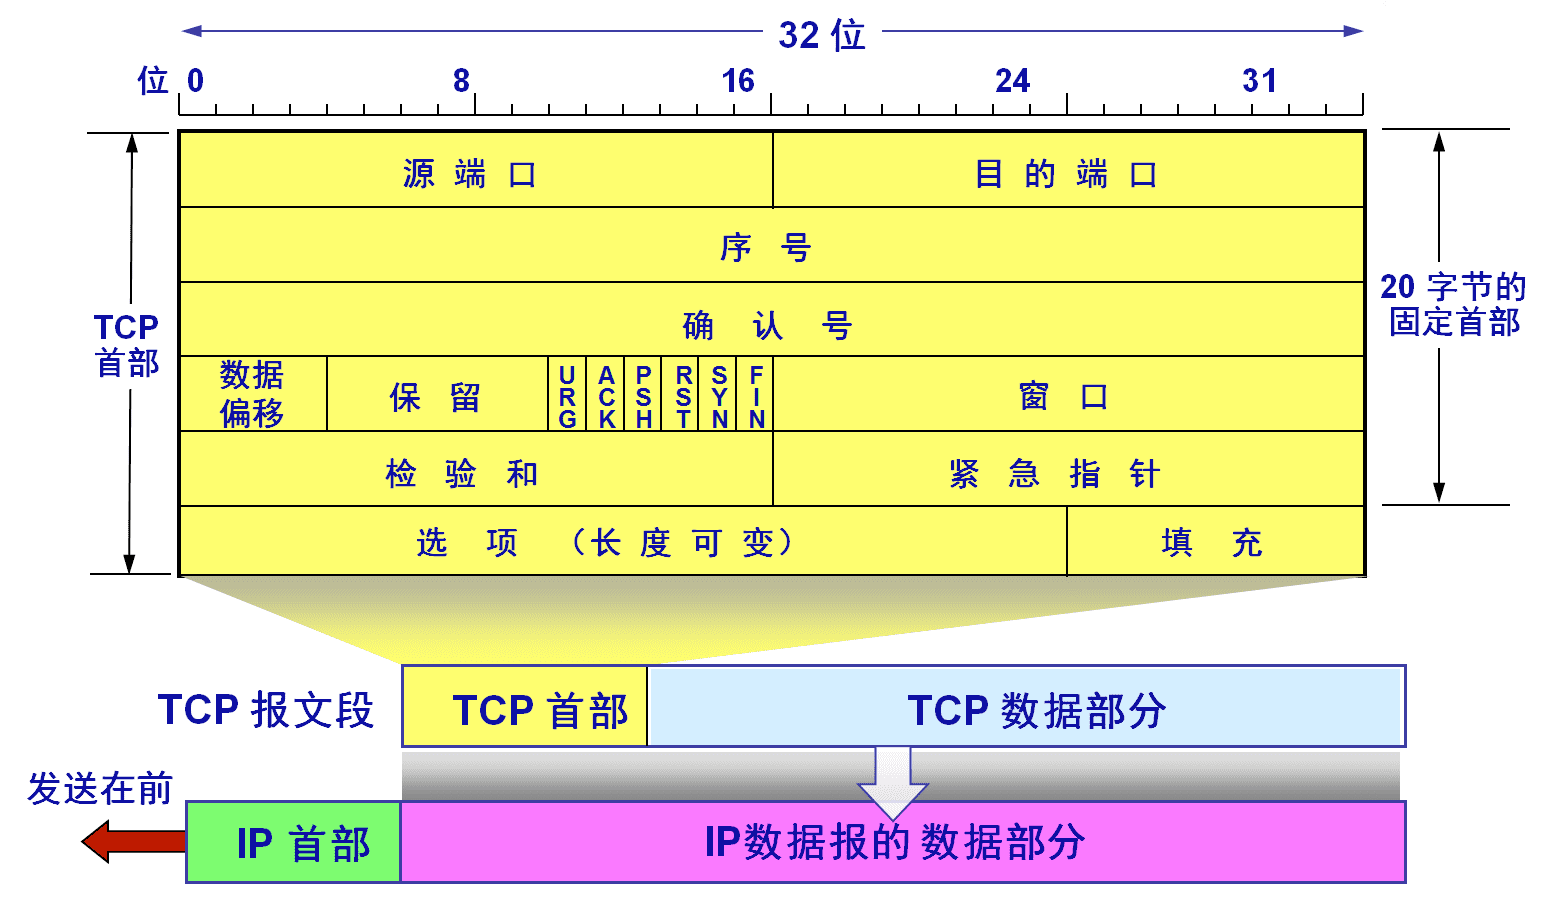 32 位
位 0 8 16 24 31
源端口 目的端口
序号
确认号
TCP
首部
20 字节的
固定首部
数据
偏移
保留
URG
ACK
PSH
RST
SYN
FIN
窗口
检验和 紧急指针
选项 （长度可变） 填充
TCP 报文段 TCP 首部 TCP 数据部分
发送在前
IP 首部 IP数据报的 数据部分